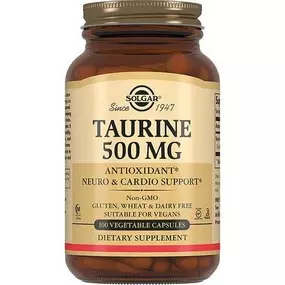 SOLGAR®
Since 1947
TAURINE
500 MG
ANTIOXIDANT*
NEURO & CARDIO SUPPORT*
Non-GMO
GLUTEN, WHEAT & DAIRY FREE
SUITABLE FOR VEGANS
100 VEGETABLE CAPSULES
DIETARY SUPPLEMENT